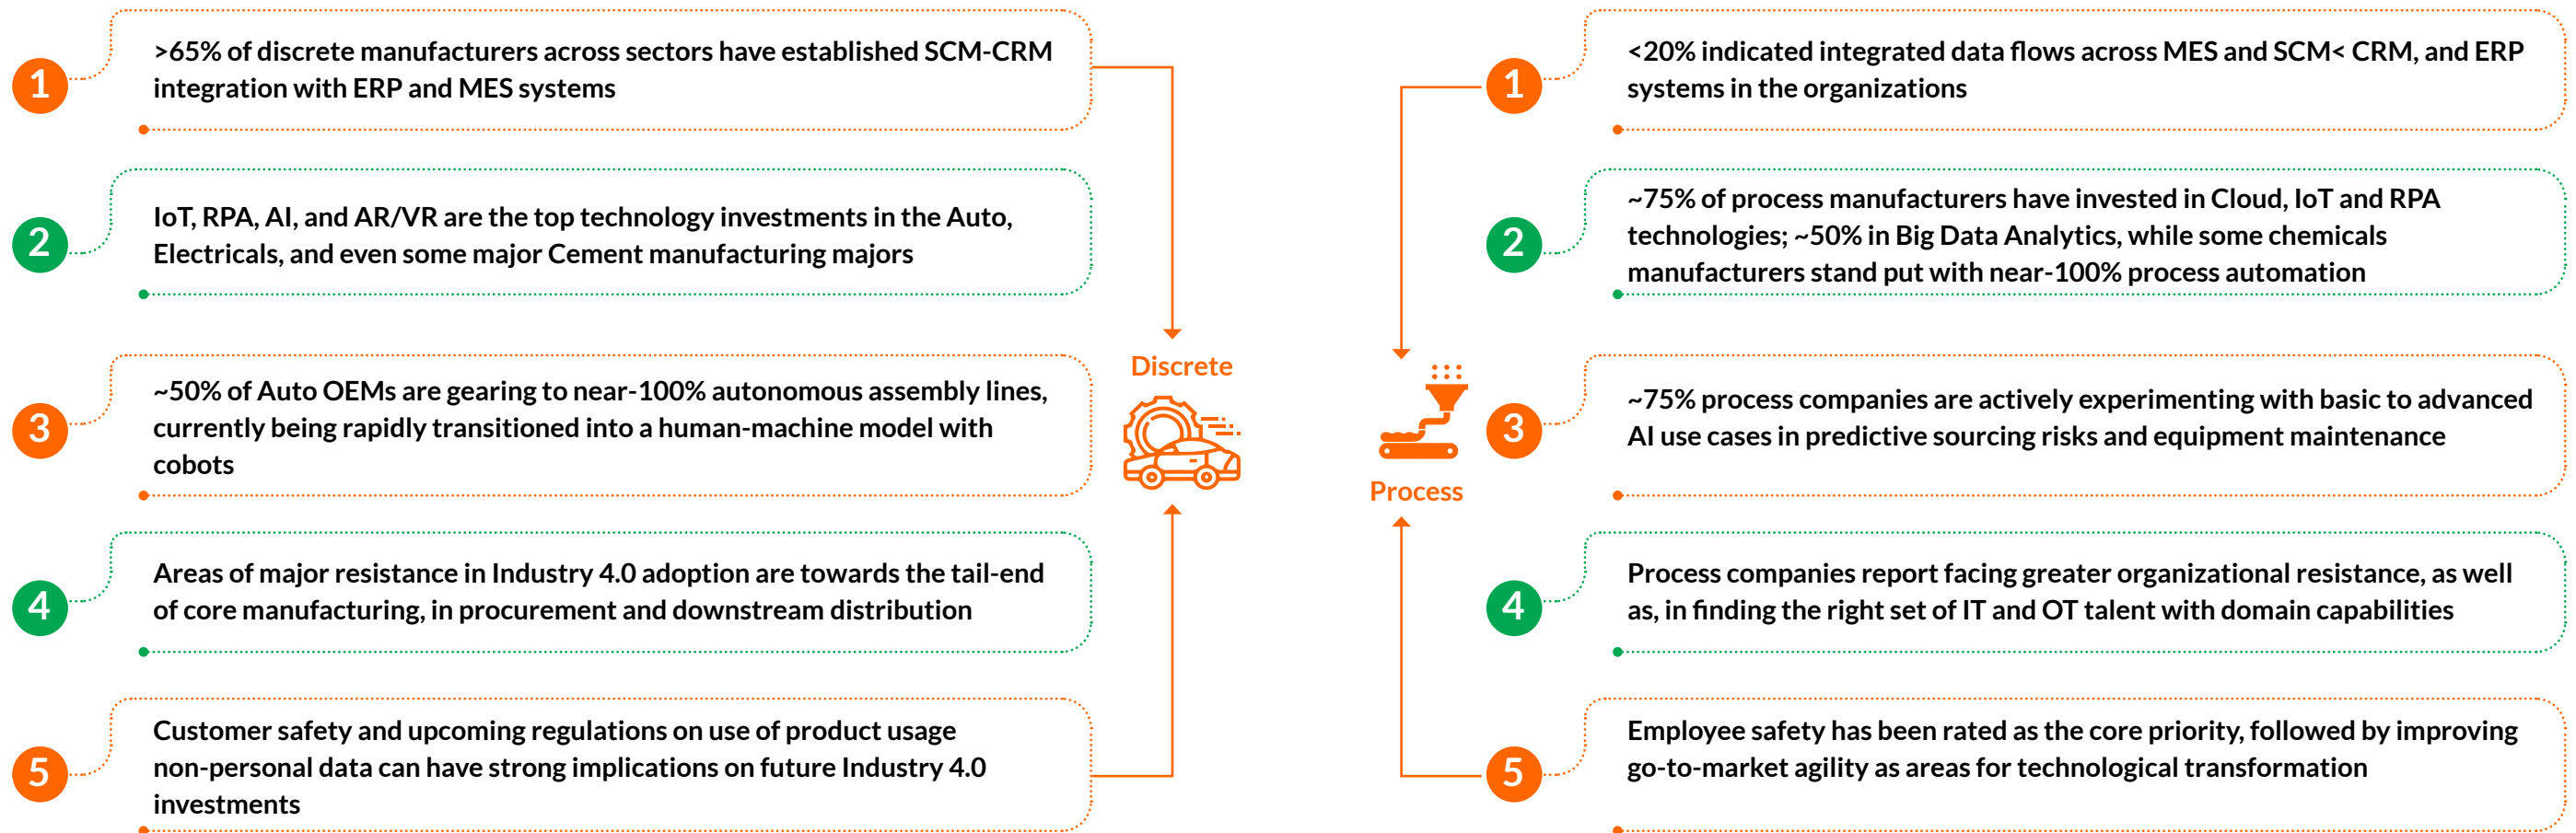 1
>65% of discrete manufacturers across sectors have established SCM-CRM
integration with ERP and MES systems
2
IoT, RPA, AI, and AR/VR are the top technology investments in the Auto,
Electricals, and even some major Cement manufacturing majors
3
~50% of Auto OEMs are gearing to near-100% autonomous assembly lines,
currently being rapidly transitioned into a human-machine model with
cobots
4
Areas of major resistance in Industry 4.0 adoption are towards the tail-end
of core manufacturing, in procurement and downstream distribution
5
Customer safety and upcoming regulations on use of product usage
non-personal data can have strong implications on future Industry 4.0
investments
Discrete
Process
1
<20% indicated integrated data flows across MES and SCM< CRM, and ERP
systems in the organizations
2
~75% of process manufacturers have invested in Cloud, IoT and RPA
technologies; ~50% in Big Data Analytics, while some chemicals
manufacturers stand put with near-100% process automation
3
~75% process companies are actively experimenting with basic to advanced
AI use cases in predictive sourcing risks and equipment maintenance
4
Process companies report facing greater organizational resistance, as well
as, in finding the right set of IT and OT talent with domain capabilities
5
Employee safety has been rated as the core priority, followed by improving
go-to-market agility as areas for technological transformation